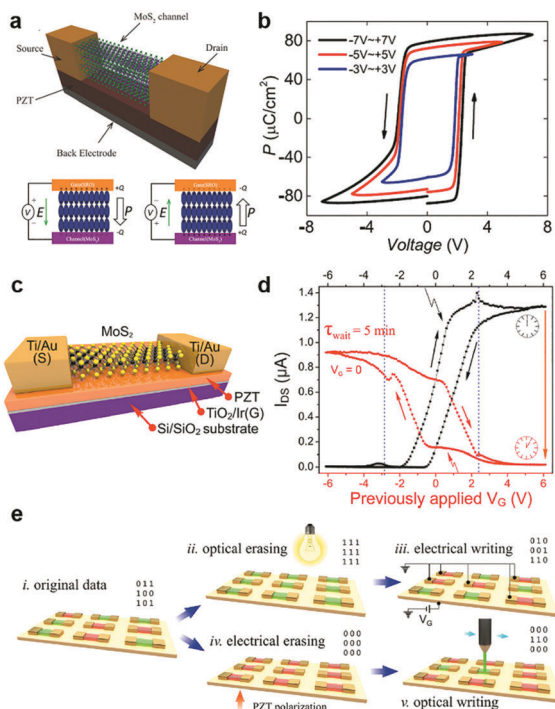 a
MoS₂ channel
Source
Drain
PZT
Back Electrode
Gate(SRO)
+Q
-Q
V
E
P
Channel(MoS₂)
Gate(SRO)
-Q
+Q
V
E
P
Channel(MoS₂)
b
P (μC/cm²)
80
40
0
-40
-80
-7V~+7V
-5V~+5V
-3V~+3V
-8 -4 0 4 8
Voltage (V)
c
Ti/Au
(S)
MoS₂
Ti/Au
(D)
PZT
TiO₂/Ir(G)
Si/SiO₂ substrate
d
-6 -4 -2 0 2 4 6
I_DS (μA)
1.4
1.2
1.0
0.8
0.6
0.4
0.2
0.0
τ_wait = 5 min
V_G = 0
-6 -4 -2 0 2 4 6
Previously applied V_G (V)
e
i. original data
011
100
101
ii. optical erasing
111
111
111
iii. electrical writing
010
001
110
V_G
iv. electrical erasing
000
000
000
PZT polarization
000
110
000
v. optical writing